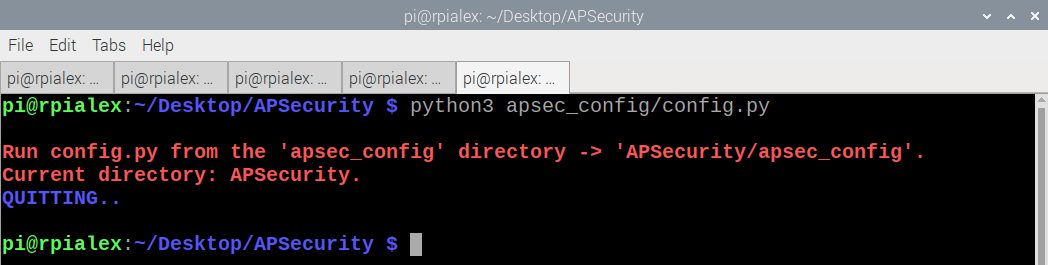 pi@rpialex: ~/Desktop/APSecurity
File Edit Tabs Help
pi@rpialex: ... pi@rpialex: ... pi@rpialex: ... pi@rpialex: ... pi@rpialex: ...
pi@rpialex:~/Desktop/APSecurity $ python3 apsec_config/config.py
Run config.py from the 'apsec_config' directory -> 'APSecurity/apsec_config'.
Current directory: APSecurity.
QUITTING..
pi@rpialex:~/Desktop/APSecurity $